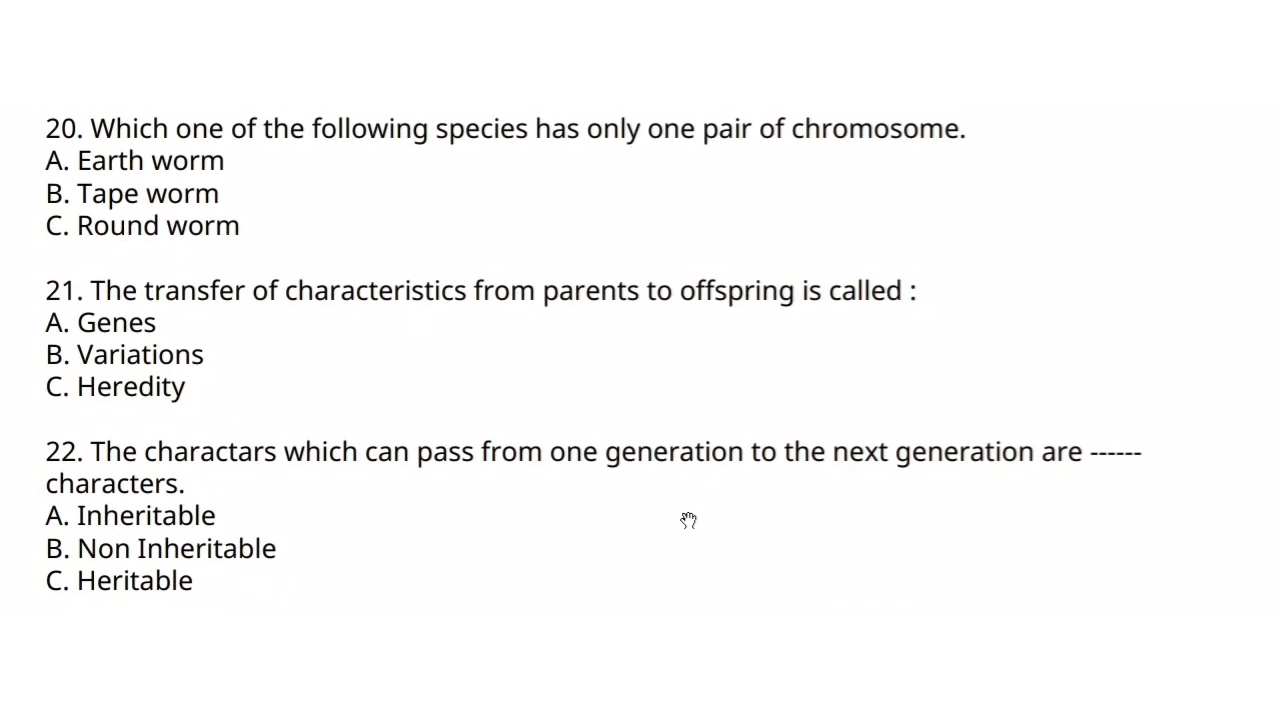 20. Which one of the following species has only one pair of chromosome.
A. Earth worm
B. Tape worm
C. Round worm
21. The transfer of characteristics from parents to offspring is called :
A. Genes
B. Variations
C. Heredity
22. The charactars which can pass from one generation to the next generation are ------
characters.
A. Inheritable
B. Non Inheritable
C. Heritable